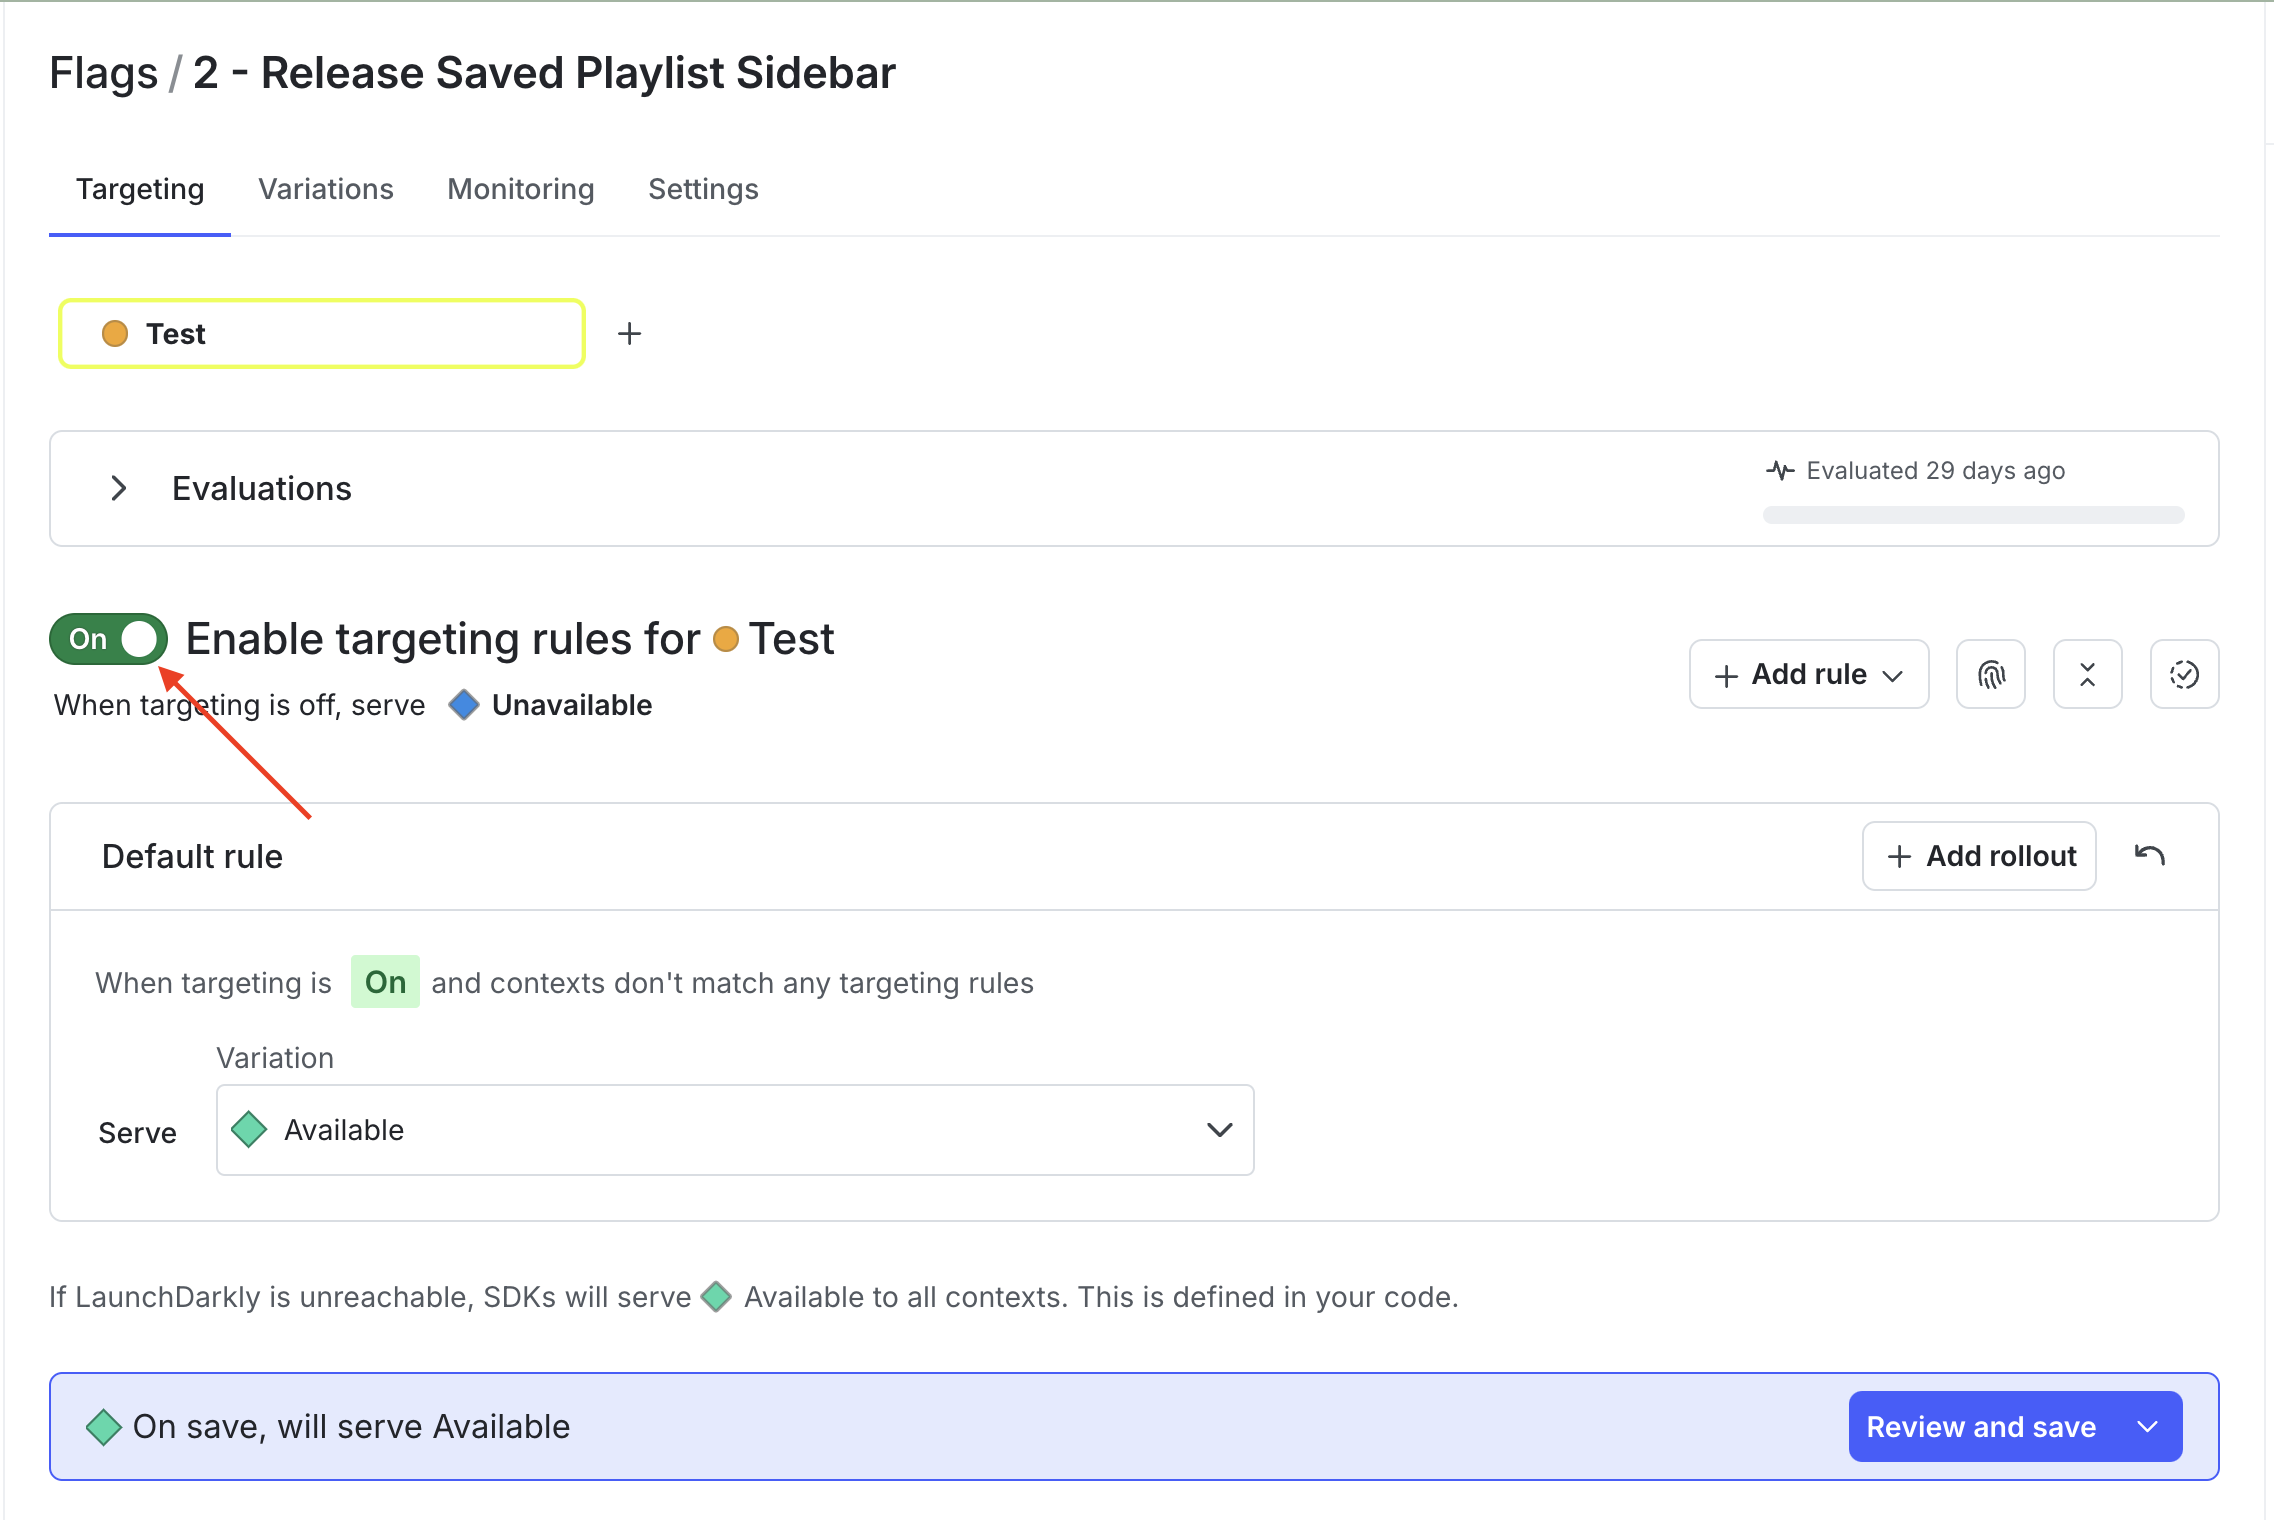 Flags / 2 - Release Saved Playlist Sidebar
Targeting Variations Monitoring Settings
Test
Evaluations
Evaluated 29 days ago
On Enable targeting rules for Test
When targeting is off, serve Unavailable
Add rule
Default rule
Add rollout
When targeting is On and contexts don't match any targeting rules
Variation
Serve Available
If LaunchDarkly is unreachable, SDKs will serve Available to all contexts. This is defined in your code.
On save, will serve Available
Review and save